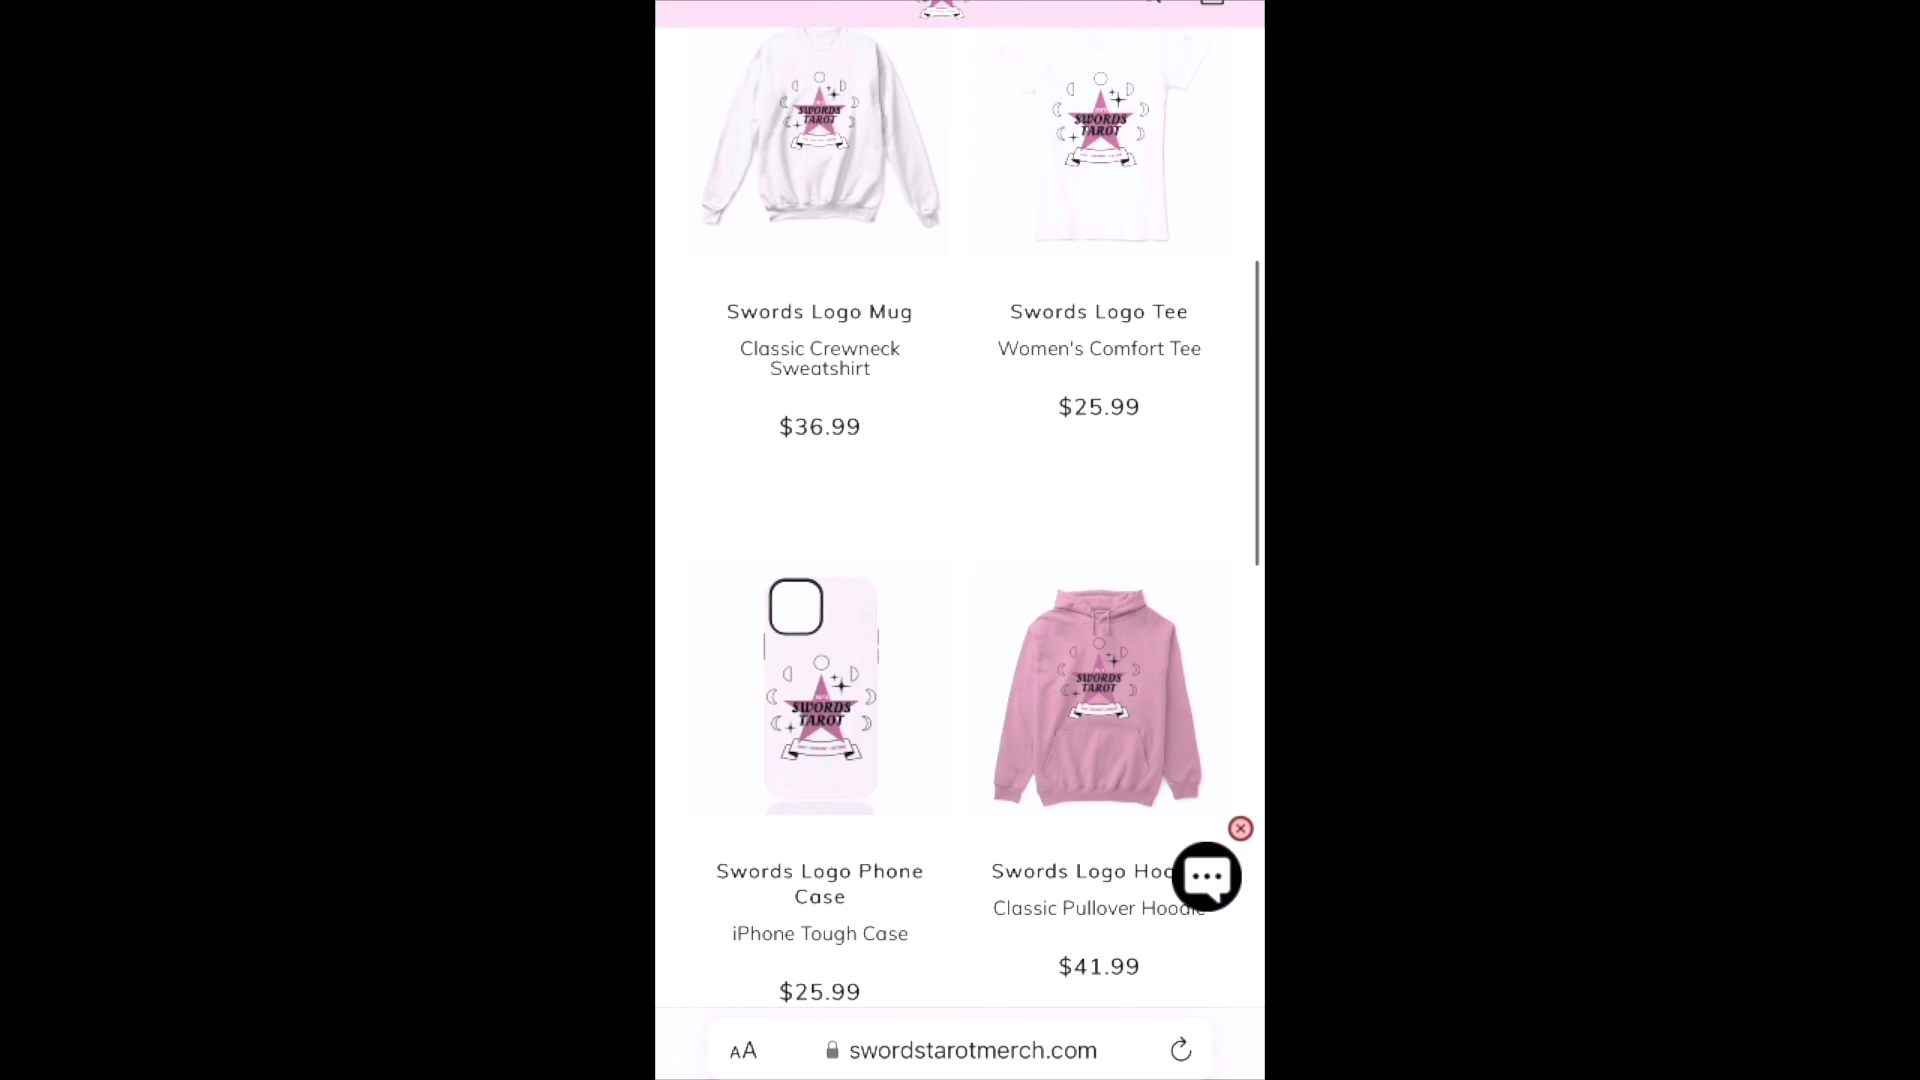 SWORDS
TAROT
SWORDS
TAROT
Swords Logo Mug
Classic Crewneck
Sweatshirt
$36.99
Swords Logo Tee
Women's Comfort Tee
$25.99
SWORDS
TAROT
SWORDS
TAROT
Swords Logo Phone
Case
iPhone Tough Case
$25.99
Swords Logo
Classic Pullover Hoodie
$41.99
AA
swordstarotmerch.com